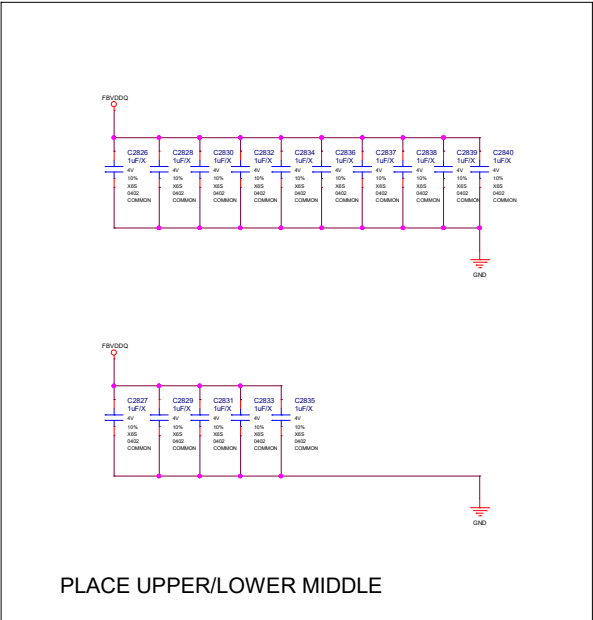 FBVDDQ
C2826 C2828 C2830 C2832 C2834 C2836 C2837 C2838 C2839 C2840
1uF/X 1uF/X 1uF/X 1uF/X 1uF/X 1uF/X 1uF/X 1uF/X 1uF/X 1uF/X
4V 4V 4V 4V 4V 4V 4V 4V 4V 4V
10% 10% 10% 10% 10% 10% 10% 10% 10% 10%
X6S X6S X6S X6S X6S X6S X6S X6S X6S X6S
0402 0402 0402 0402 0402 0402 0402 0402 0402 0402
COMMON COMMON COMMON COMMON COMMON COMMON COMMON COMMON COMMON COMMON
GND
FBVDDQ
C2827 C2829 C2831 C2833 C2835
1uF/X 1uF/X 1uF/X 1uF/X 1uF/X
4V 4V 4V 4V 4V
10% 10% 10% 10% 10%
X6S X6S X6S X6S X6S
0402 0402 0402 0402 0402
COMMON COMMON COMMON COMMON COMMON
GND
PLACE UPPER/LOWER MIDDLE